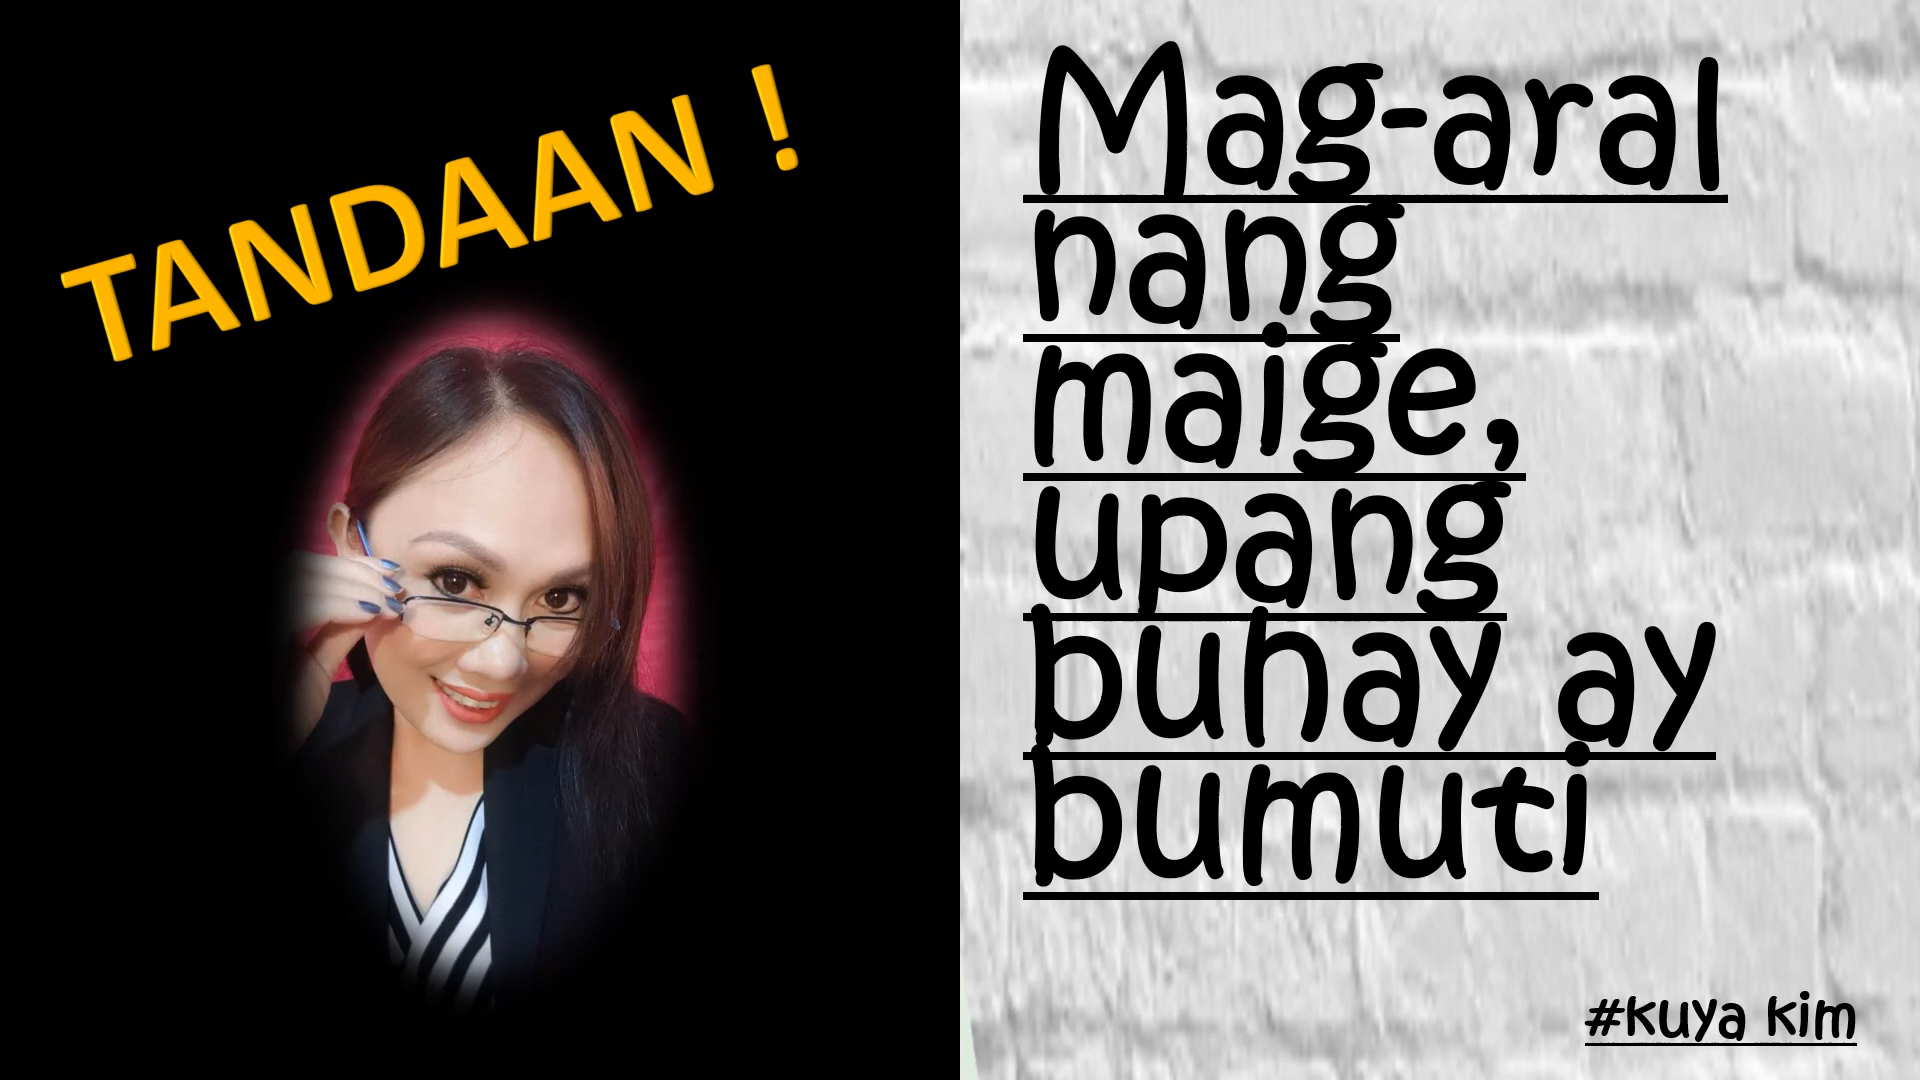 TANDAAN !
Mag-aral
nang
maige,
upang
buhay ay
bumuti
#kuya kim